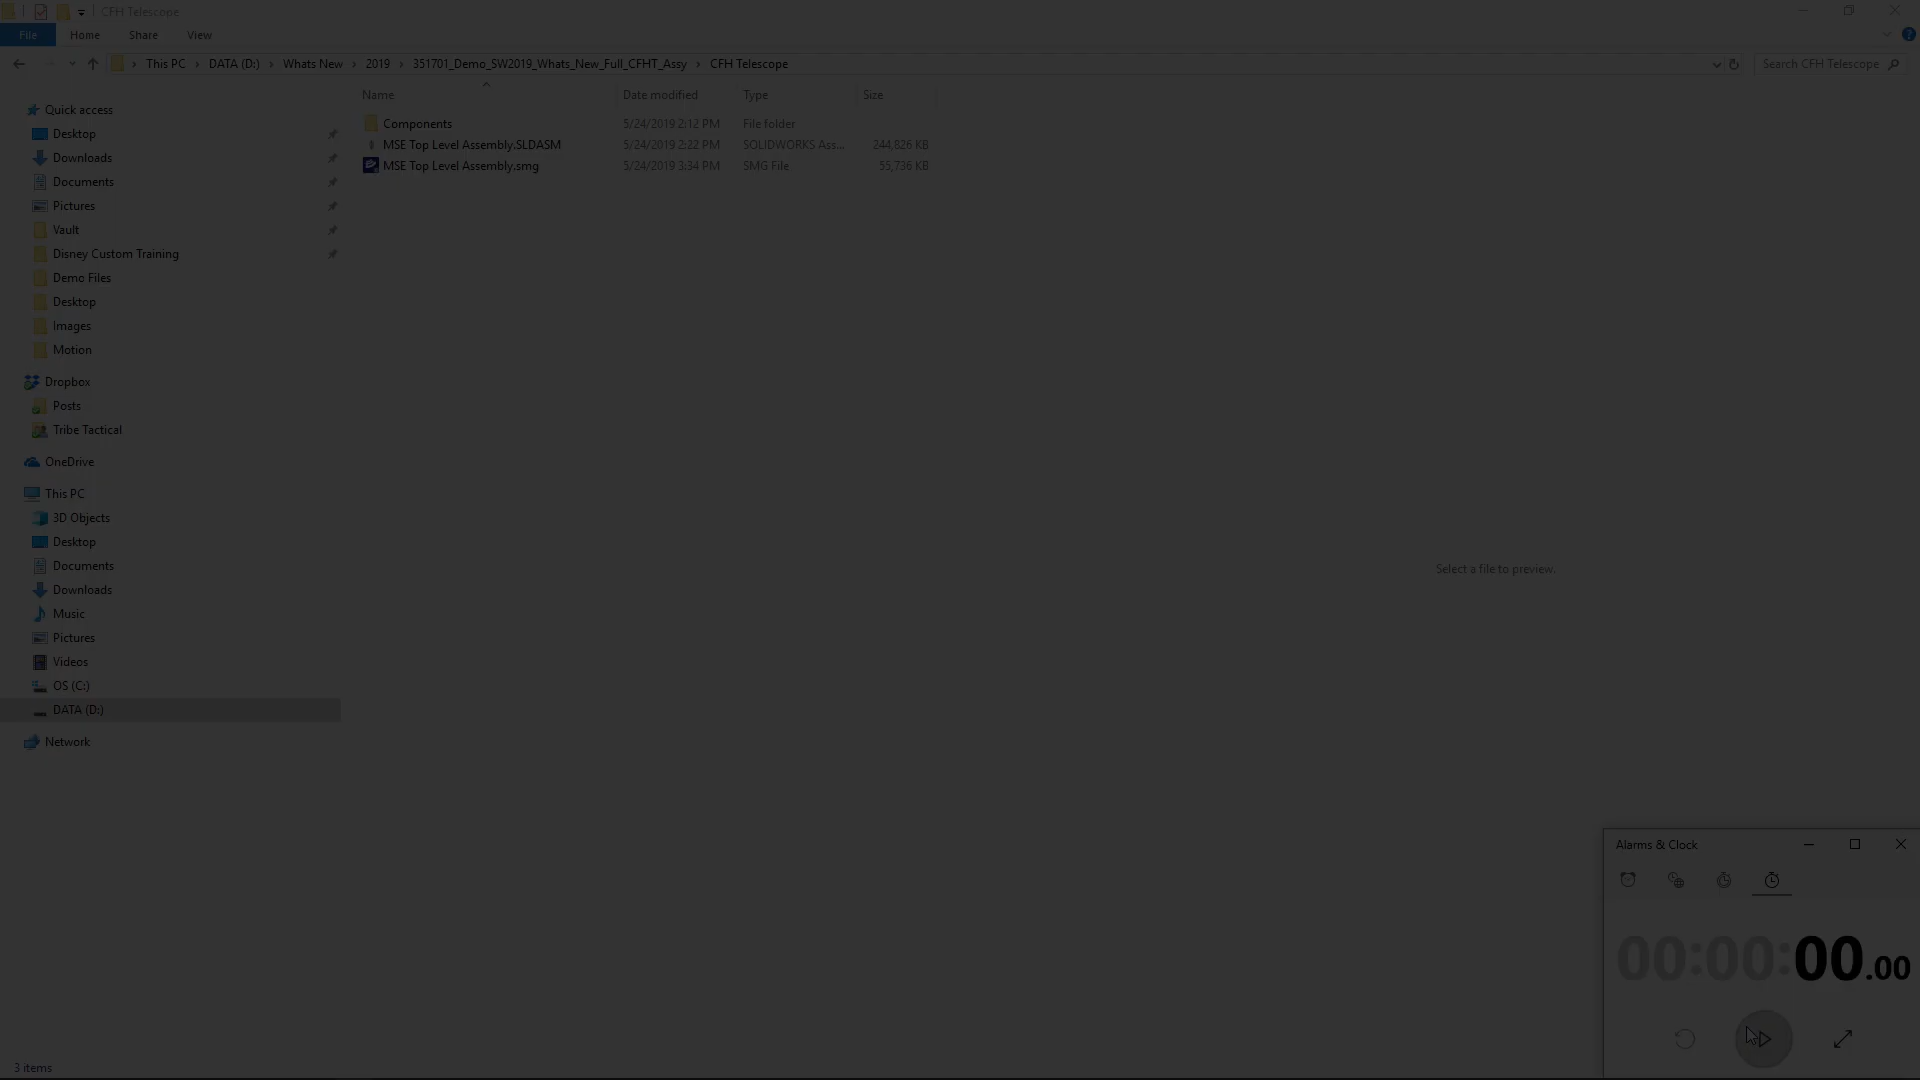 CFH Telescope
File Home Share View
This PC DATA (D:) Whats New 2019 351701_Demo_SW2019_Whats_New_Full_CFHT_Assy CFH Telescope Search CFH Telescope
Name Date modified Type Size
Components 5/24/2019 2:12 PM File folder
MSE Top Level Assembly.SLDASM 5/24/2019 2:22 PM SOLIDWORKS Ass... 244,826 KB
MSE Top Level Assembly.smg 5/24/2019 3:34 PM SMG File 55,736 KB
Quick access
Desktop
Downloads
Documents
Pictures
Vault
Disney Custom Training
Demo Files
Desktop
Images
Motion
Dropbox
Posts
Tribe Tactical
OneDrive
This PC
3D Objects
Desktop
Documents
Downloads
Music
Pictures
Videos
OS (C:)
DATA (D:)
Network
Select a file to preview.
Alarms & Clock
00:00:00.00
3 items